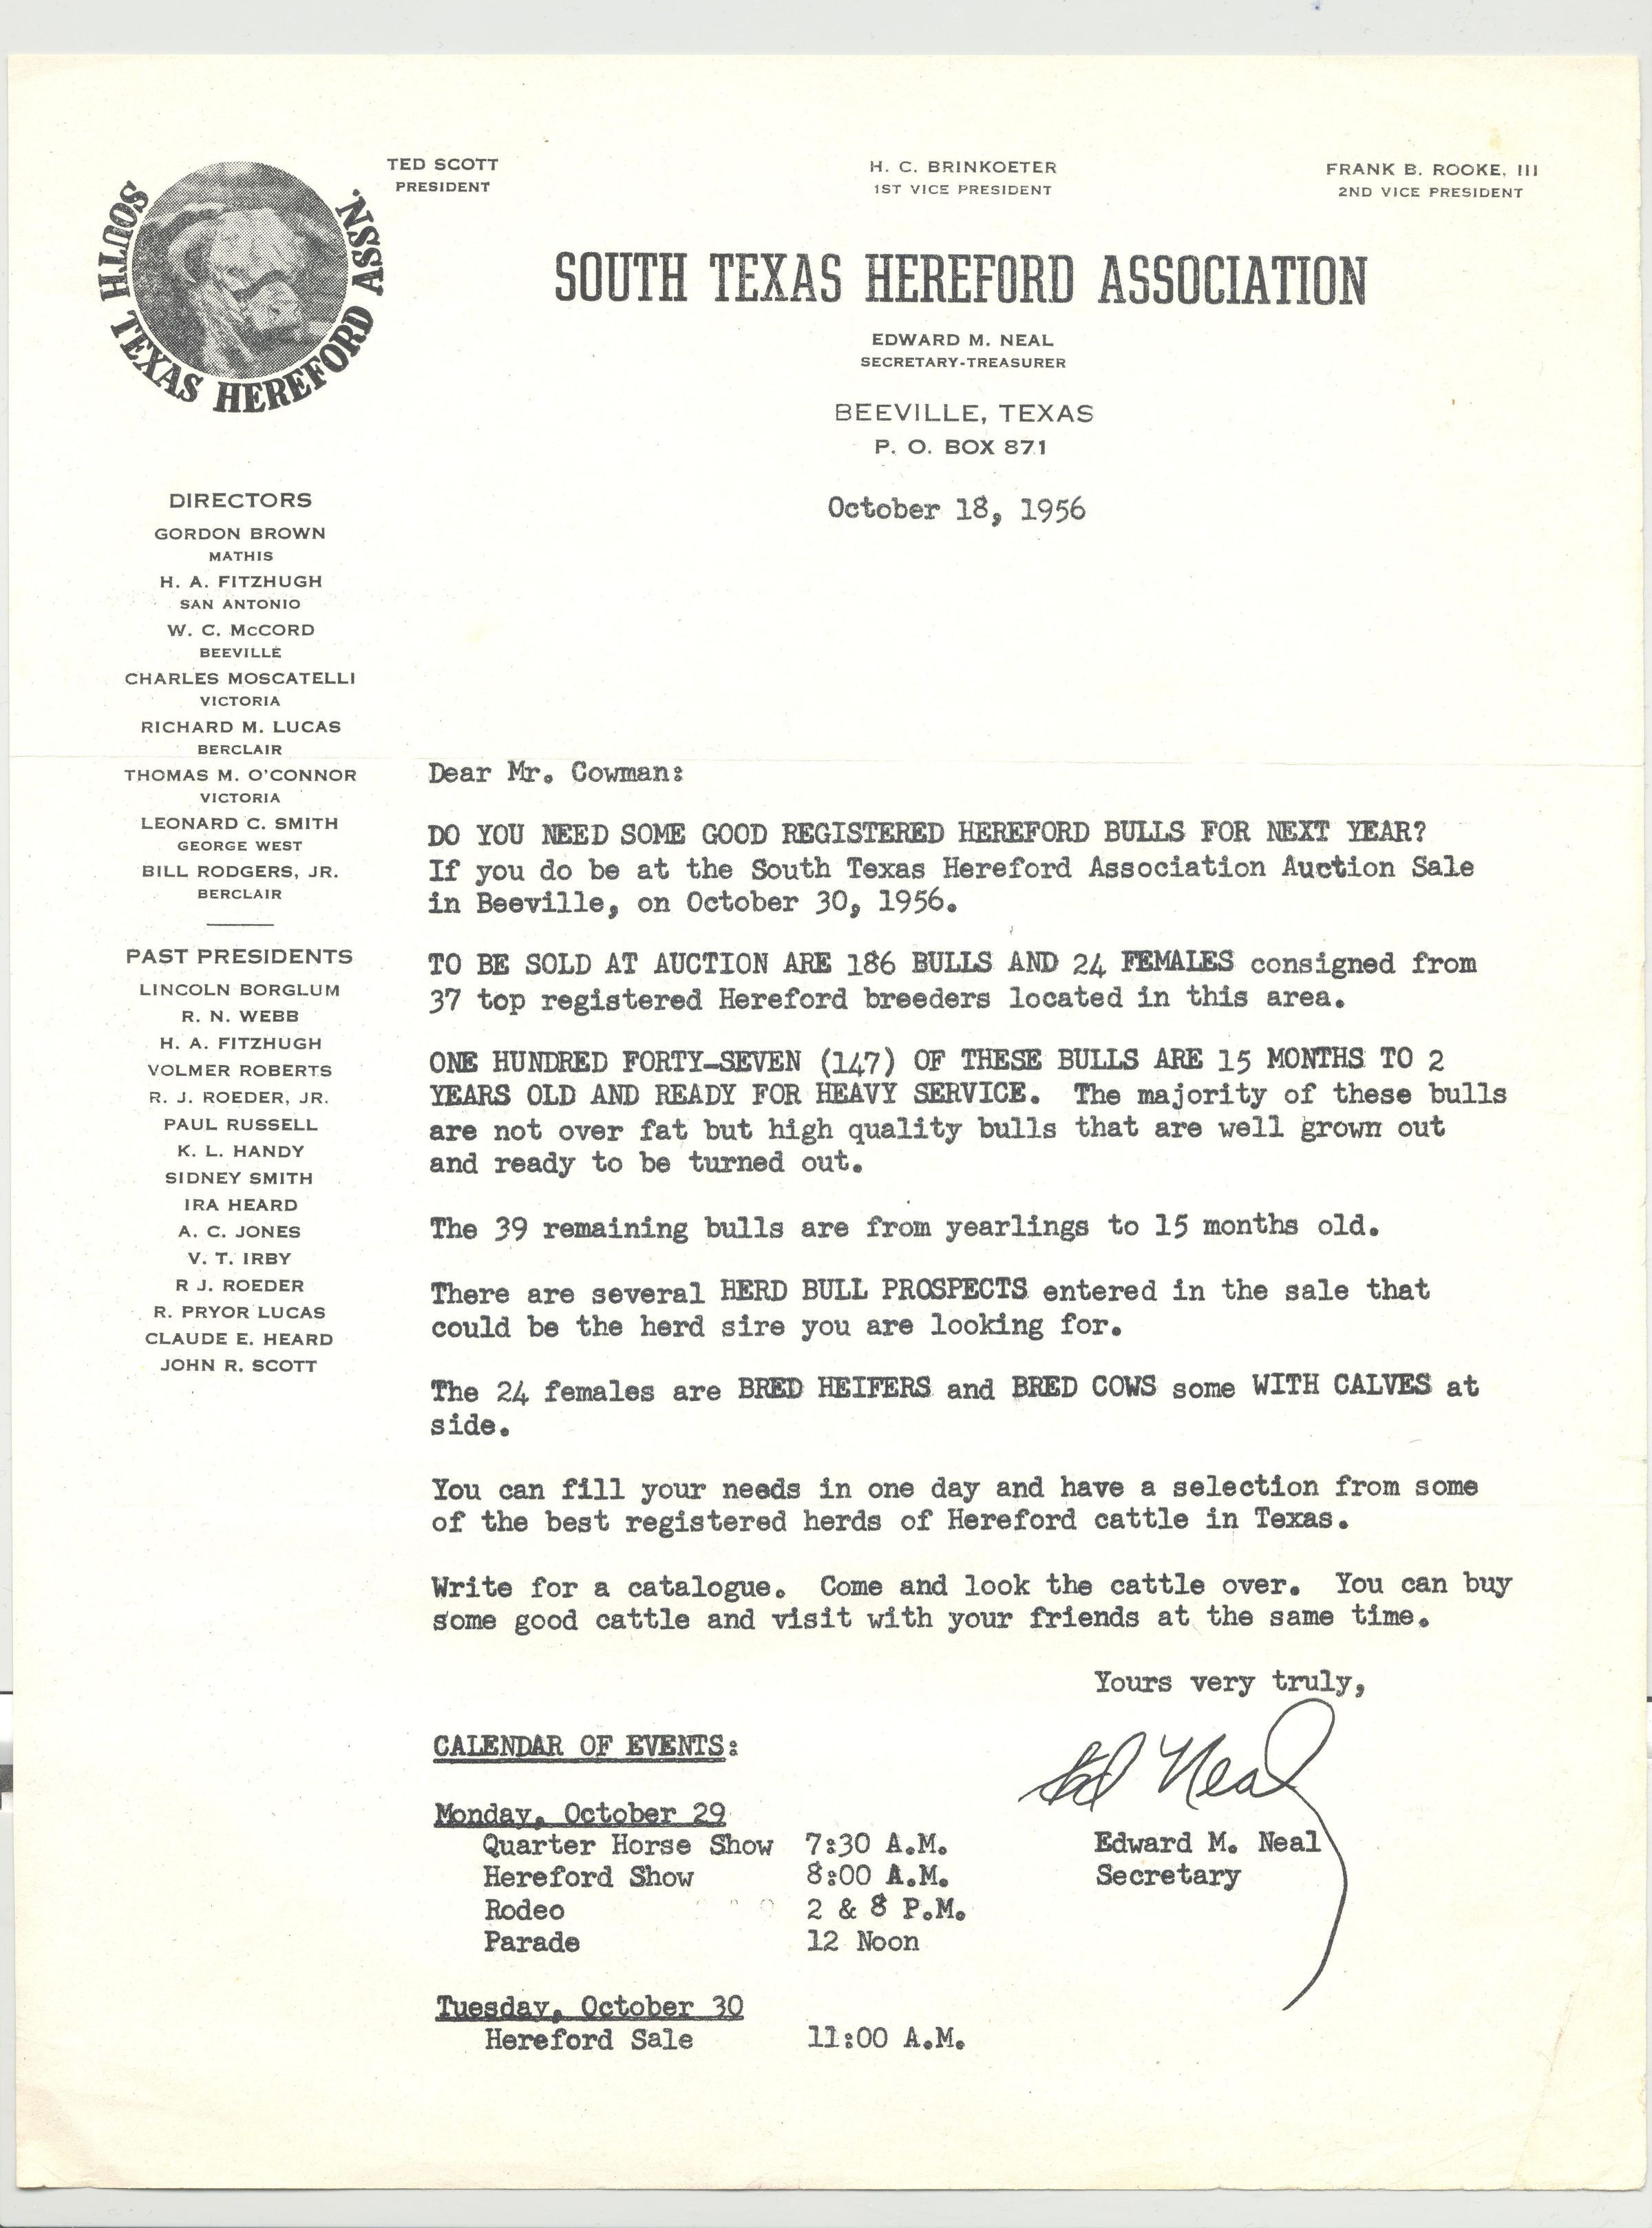 TED SCOTT
PRESIDENT
H. C. BRINKOETER
1ST VICE PRESIDENT
FRANK B. ROOKE, III
2ND VICE PRESIDENT
SOUTH TEXAS HEREFORD ASSN.
SOUTH TEXAS HEREFORD ASSOCIATION
EDWARD M. NEAL
SECRETARY-TREASURER
BEEVILLE, TEXAS
P. O. BOX 871
October 18, 1956
DIRECTORS
GORDON BROWN
MATHIS
H. A. FITZHUGH
SAN ANTONIO
W. C. McCORD
BEEVILLE
CHARLES MOSCATELLI
VICTORIA
RICHARD M. LUCAS
BERCLAIR
THOMAS M. O'CONNOR
VICTORIA
LEONARD C. SMITH
GEORGE WEST
BILL RODGERS, JR.
BERCLAIR
PAST PRESIDENTS
LINCOLN BORGLUM
R. N. WEBB
H. A. FITZHUGH
VOLMER ROBERTS
R. J. ROEDER, JR.
PAUL RUSSELL
K. L. HANDY
SIDNEY SMITH
IRA HEARD
A. C. JONES
V. T. IRBY
R J. ROEDER
R. PRYOR LUCAS
CLAUDE E. HEARD
JOHN R. SCOTT
Dear Mr. Cowman:
DO YOU NEED SOME GOOD REGISTERED HEREFORD BULLS FOR NEXT YEAR?
If you do be at the South Texas Hereford Association Auction Sale
in Beeville, on October 30, 1956.
TO BE SOLD AT AUCTION ARE 186 BULLS AND 24 FEMALES consigned from
37 top registered Hereford breeders located in this area.
ONE HUNDRED FORTY-SEVEN (147) OF THESE BULLS ARE 15 MONTHS TO 2
YEARS OLD AND READY FOR HEAVY SERVICE. The majority of these bulls
are not over fat but high quality bulls that are well grown out
and ready to be turned out.
The 39 remaining bulls are from yearlings to 15 months old.
There are several HERD BULL PROSPECTS entered in the sale that
could be the herd sire you are looking for.
The 24 females are BRED HEIFERS and BRED COWS some WITH CALVES at
side.
You can fill your needs in one day and have a selection from some
of the best registered herds of Hereford cattle in Texas.
Write for a catalogue. Come and look the cattle over. You can buy
some good cattle and visit with your friends at the same time.
Yours very truly,
Ed Neal
Edward M. Neal
Secretary
CALENDAR OF EVENTS:
Monday, October 29
Quarter Horse Show 7:30 A.M.
Hereford Show 8:00 A.M.
Rodeo 2 & 8 P.M.
Parade 12 Noon
Tuesday, October 30
Hereford Sale 11:00 A.M.